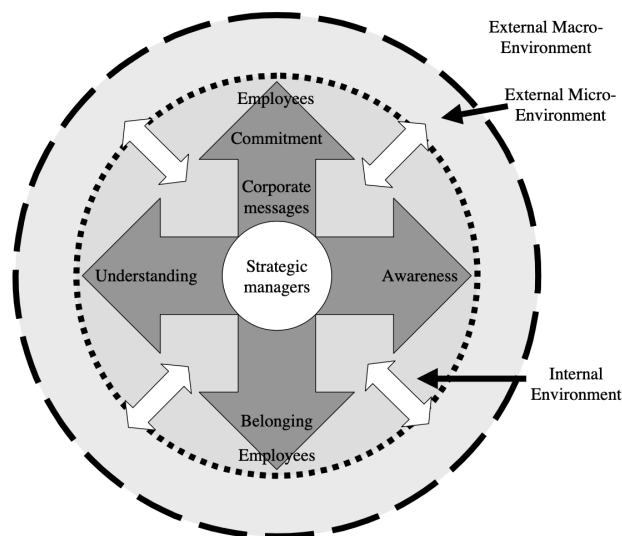 External Macro-
Environment
External Micro-
Environment
Employees
Commitment
Corporate
messages
Understanding
Strategic
managers
Awareness
Internal
Environment
Belonging
Employees